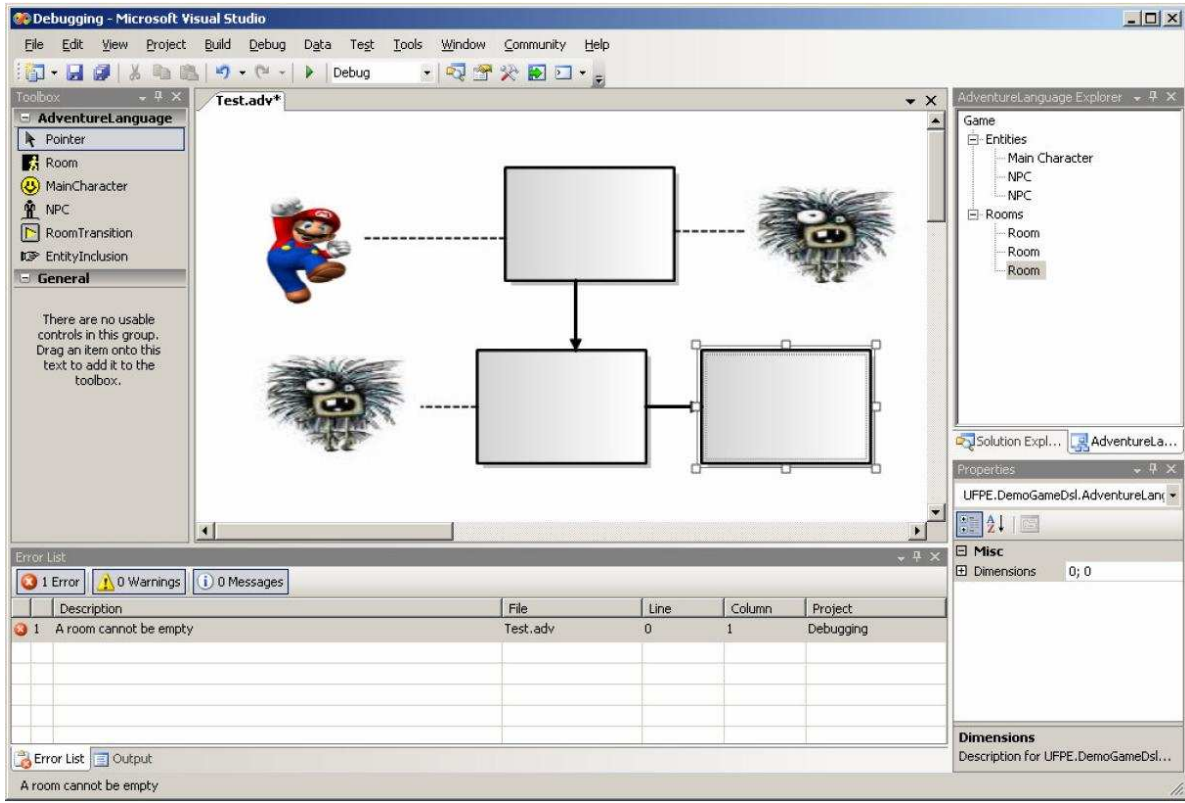 Debugging - Microsoft Visual Studio
File Edit View Project Build Debug Data Test Tools Window Community Help
Debug
Toolbox
AdventureLanguage
Pointer
Room
MainCharacter
NPC
RoomTransition
EntityInclusion
General
There are no usable
controls in this group.
Drag an item onto this
text to add it to the
toolbox.
Test.adv*
AdventureLanguage Explorer
Game
Entities
Main Character
NPC
NPC
Rooms
Room
Room
Room
Solution Expl... AdventureLa...
Properties
UFPE.DemoGameDsl.AdventureLang
Misc
Dimensions 0; 0
Dimensions
Description for UFPE.DemoGameDsl...
Error List
1 Error 0 Warnings 0 Messages
Description File Line Column Project
1 A room cannot be empty Test.adv 0 1 Debugging
Error List Output
A room cannot be empty